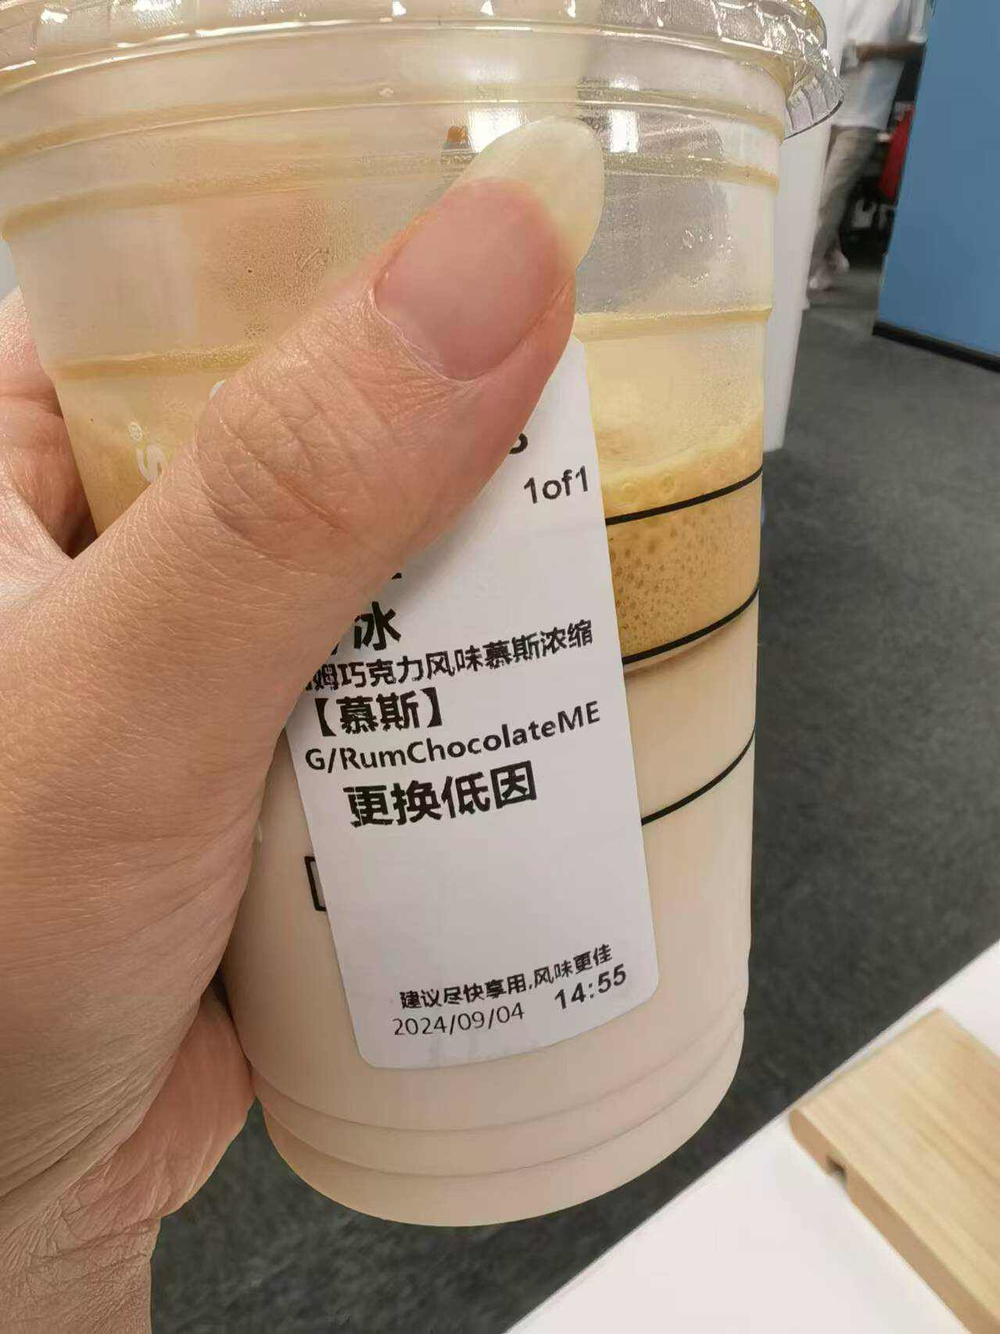 1of1
冰
姆巧克力风味慕斯浓缩
【慕斯】
G/RumChocolateME
更换低因
建议尽快享用,风味更佳
2024/09/04 14:55